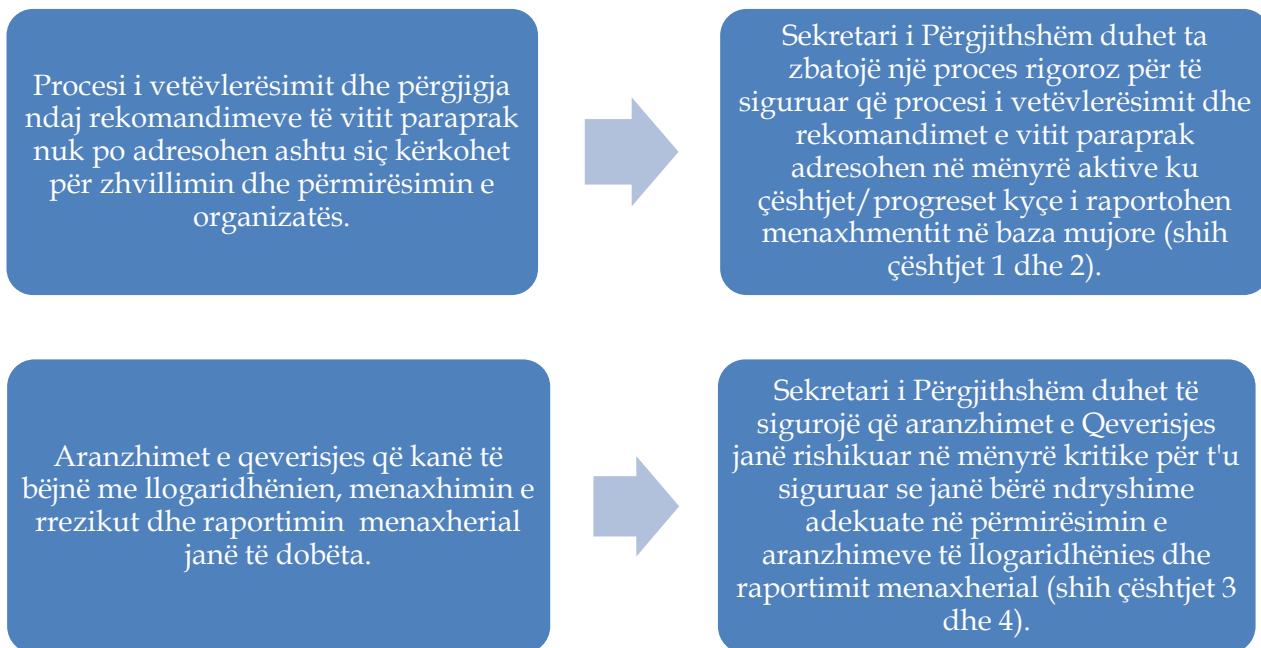 Procesi i vetëvlerësimit dhe përgjigja
ndaj rekomandimeve të vitit paraprak
nuk po adresohen ashtu siç kërkohet
për zhvillimin dhe përmirësimin e
organizatës.
Sekretari i Përgjithshëm duhet ta
zbatojë një proces rigoroz për të
siguruar që procesi i vetëvlerësimit dhe
rekomandimet e vitit paraprak
adresohen në mënyrë aktive ku
çështjet/progreset kyçe i raportohen
menaxhmentit në baza mujore (shih
çështjet 1 dhe 2).
Aranzhimet e qeverisjes që kanë të
bëjnë me llogaridhënien, menaxhimin e
rrezikut dhe raportimin menaxherial
janë të dobëta.
Sekretari i Përgjithshëm duhet të
sigurojë që aranzhimet e Qeverisjes
janë rishikuar në mënyrë kritike për t'u
siguruar se janë bërë ndryshime
adekuate në përmirësimin e
aranzhimeve të llogaridhënies dhe
raportimit menaxherial (shih çështjet 3
dhe 4).